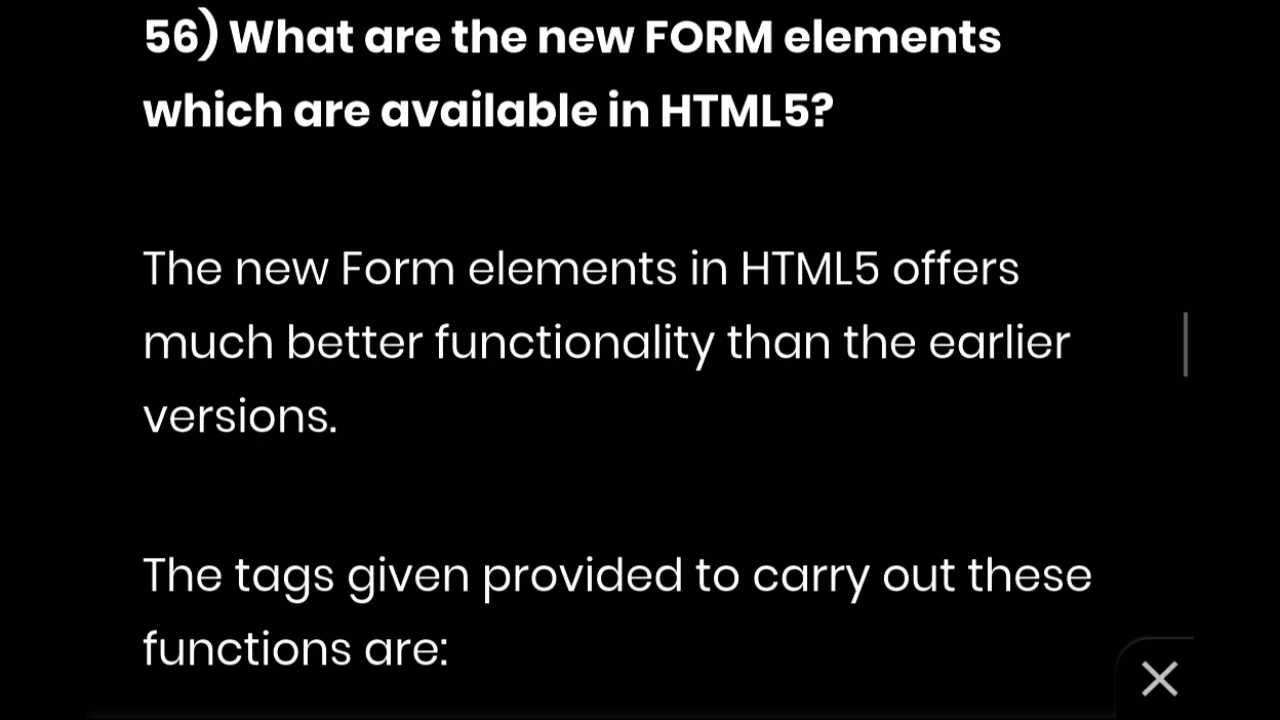 56) What are the new FORM elements
which are available in HTML5?
The new Form elements in HTML5 offers
much better functionality than the earlier
versions.
The tags given provided to carry out these
functions are: